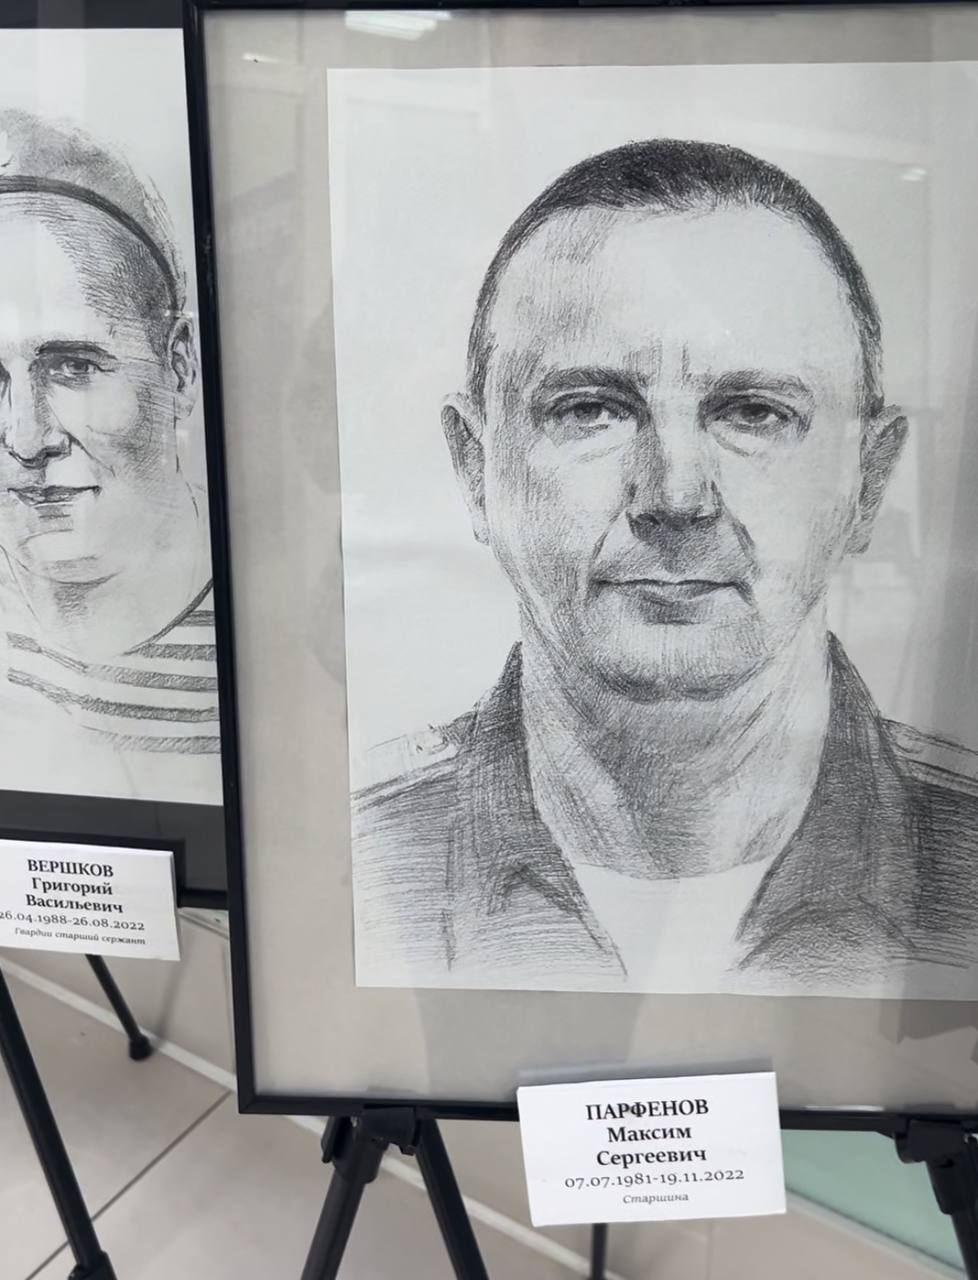 ВЕРШКОВ
Григорий
Васильевич
26.04.1988-26.08.2022
Гвардии старший сержант
ПАРФЕНОВ
Максим
Сергеевич
07.07.1981-19.11.2022
Старшина